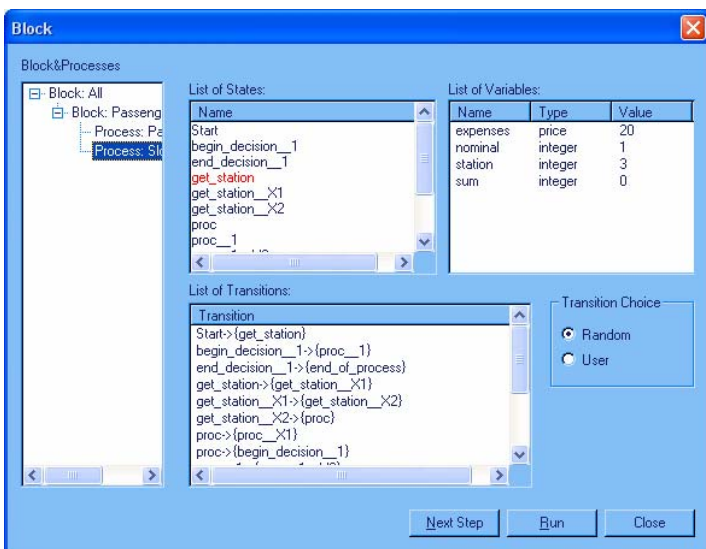 Block
Block&Processes
Block: All
Block: Passeng
Process: Pa
Process: Slo
List of States:
Name
Start
begin_decision__1
end_decision__1
get_station
get_station__X1
get_station__X2
proc
proc__1
List of Variables:
Name Type Value
expenses price 20
nominal integer 1
station integer 3
sum integer 0
List of Transitions:
Transition
Start->{get_station}
begin_decision__1->{proc__1}
end_decision__1->{end_of_process}
get_station->{get_station__X1}
get_station__X1->{get_station__X2}
get_station__X2->{proc}
proc->{proc__X1}
proc->{begin_decision__1}
Transition Choice
Random
User
Next Step Run Close